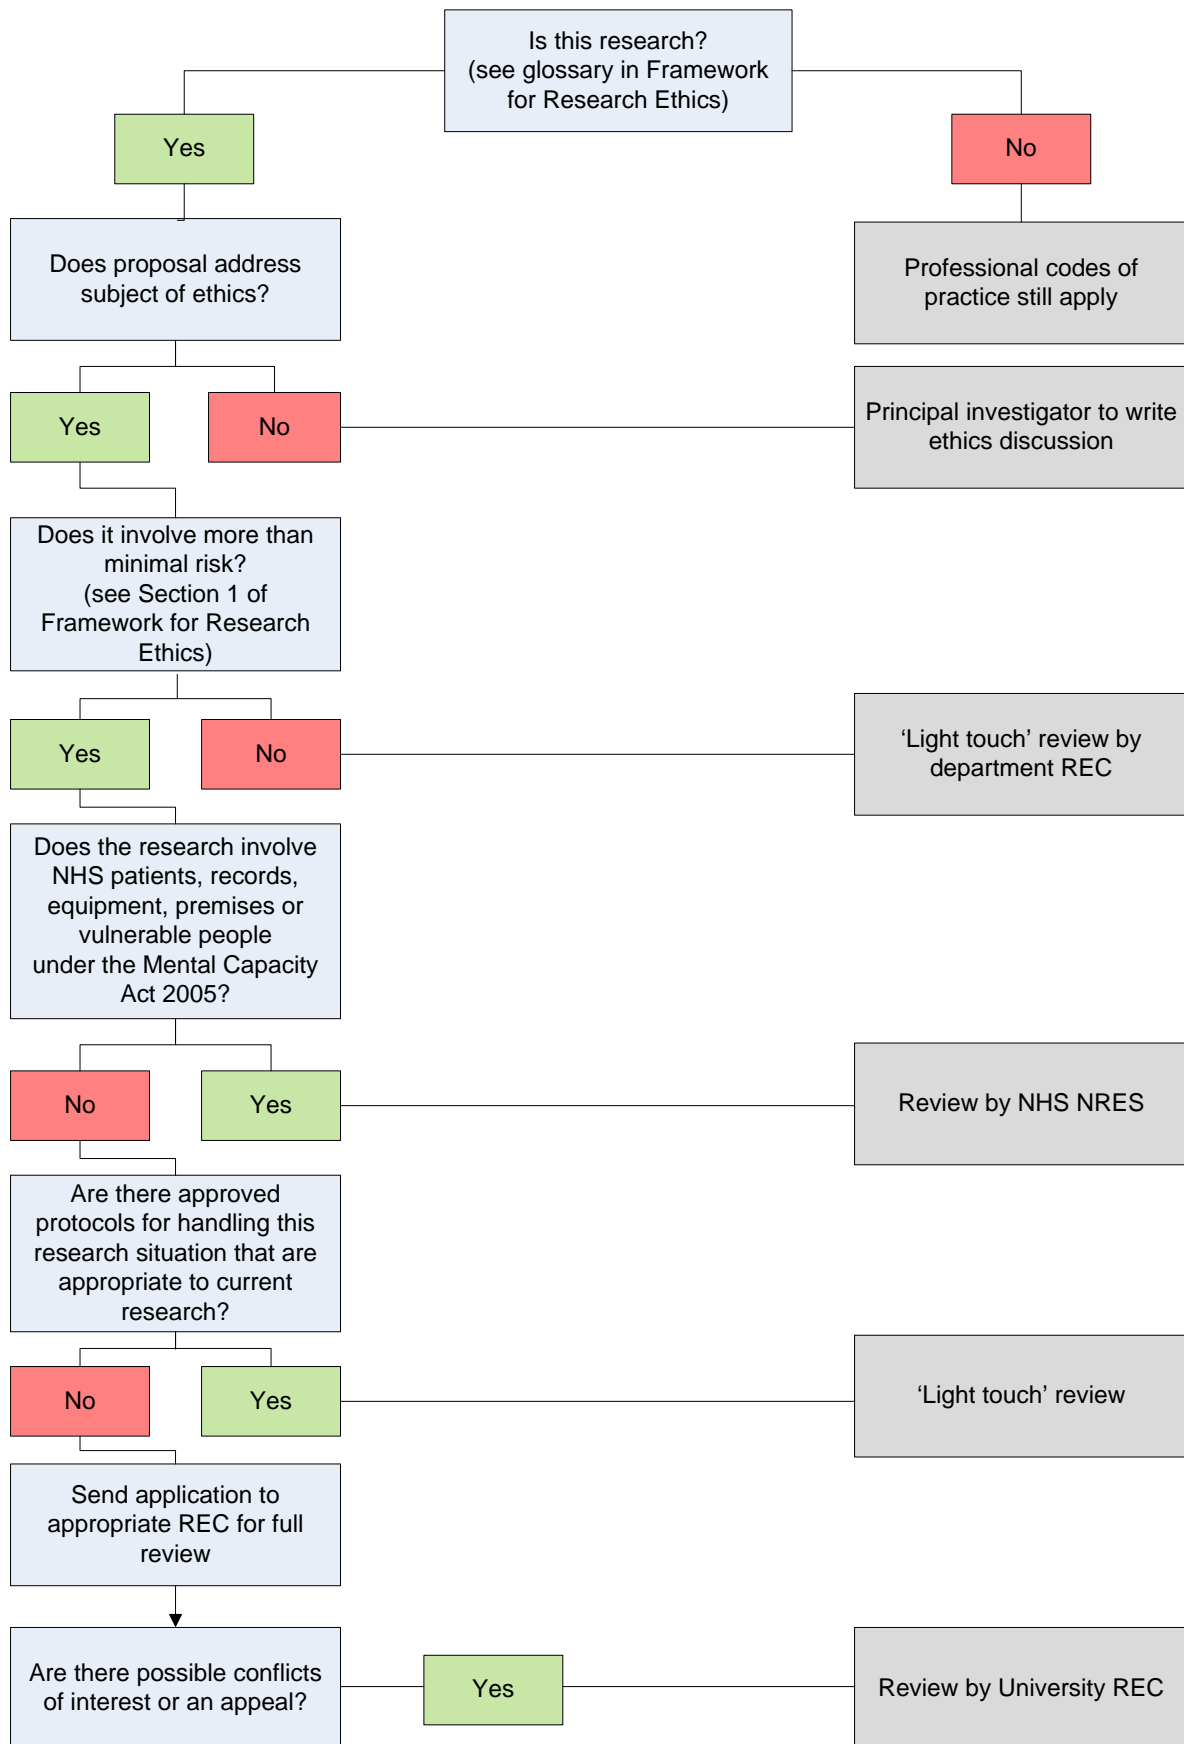 Is this research?
(see glossary in Framework
for Research Ethics)
Yes
No
Does proposal address
subject of ethics?
Professional codes of
practice still apply
Yes
No
Principal investigator to write
ethics discussion
Does it involve more than
minimal risk?
(see Section 1 of
Framework for Research
Ethics)
Yes
No
‘Light touch’ review by
department REC
Does the research involve
NHS patients, records,
equipment, premises or
vulnerable people
under the Mental Capacity
Act 2005?
No
Yes
Review by NHS NRES
Are there approved
protocols for handling this
research situation that are
appropriate to current
research?
No
Yes
‘Light touch’ review
Send application to
appropriate REC for full
review
Are there possible conflicts
of interest or an appeal?
Yes
Review by University REC